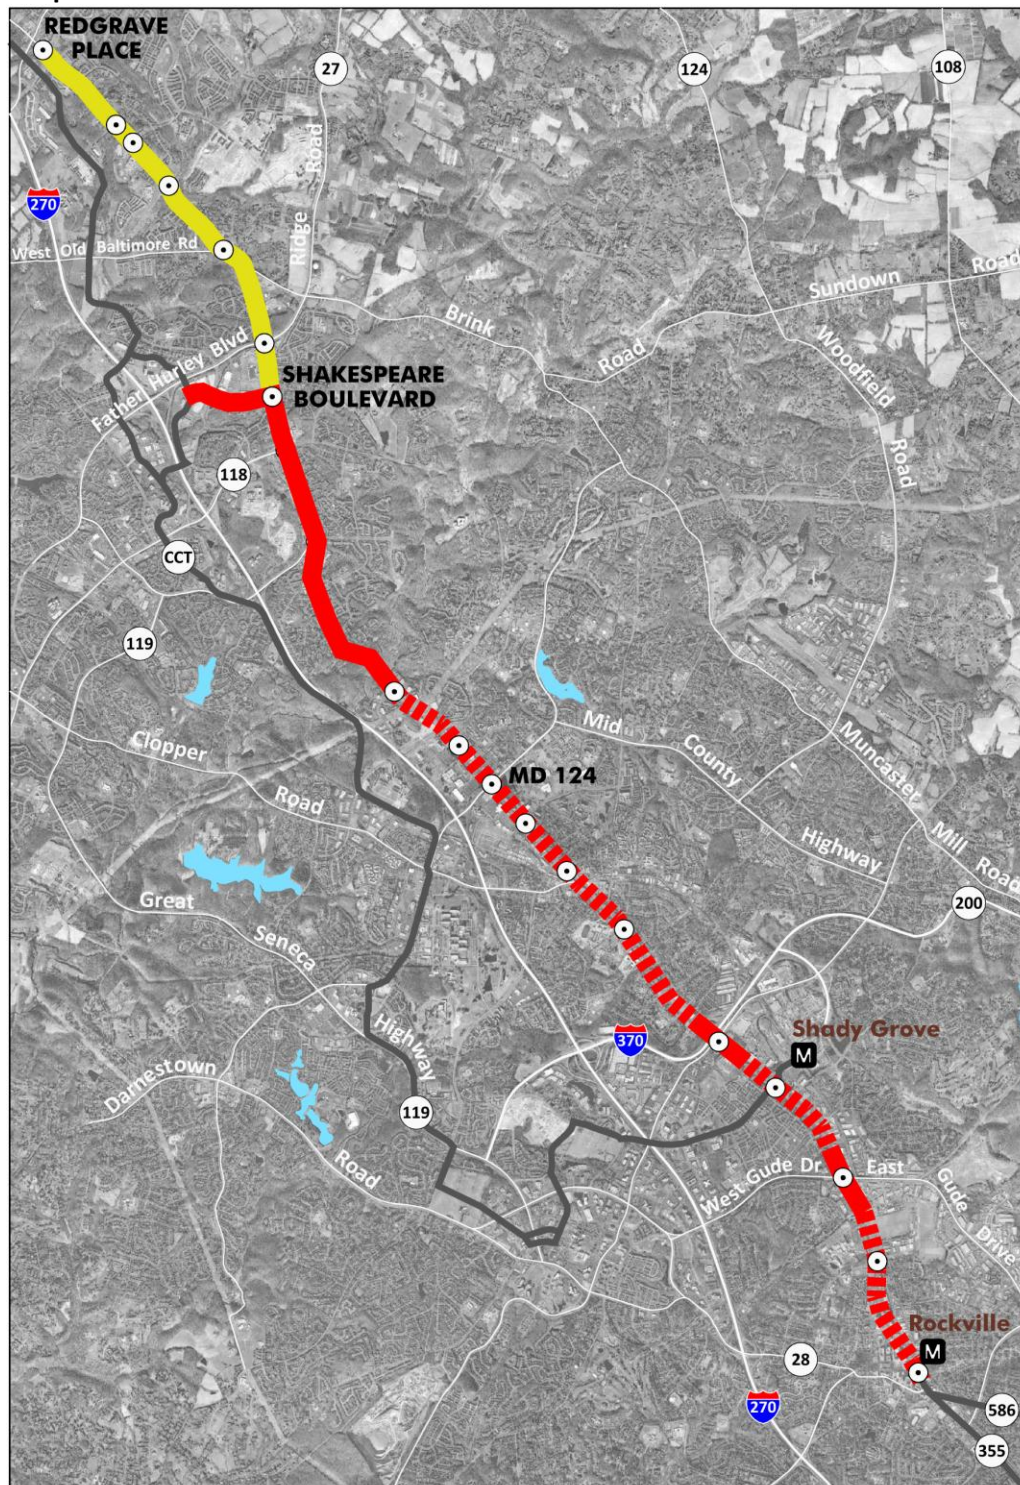 REDGRAVE
PLACE
27
124
108
Ridge Road
270
West Old Baltimore Rd
Sundown Road
Brink Road
Father Hurley Blvd
SHAKESPEARE
BOULEVARD
Woodfield Road
118
CCT
119
Mid County Highway
Clopper Road
MD 124
Muncaster Mill Road
200
Great Seneca Highway
370
Shady Grove
M
Darnestown Road
119
West Gude Dr
East Gude Drive
Rockville
M
28
586
270
355